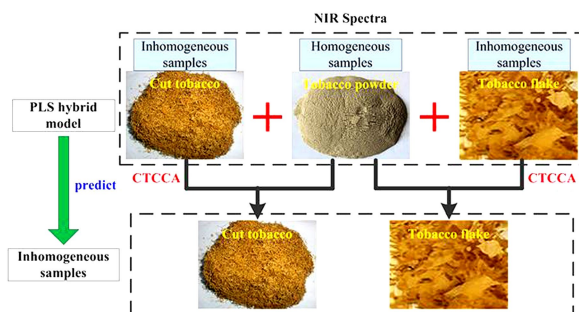 NIR Spectra
Inhomogeneous
samples
Homogeneous
samples
Inhomogeneous
samples
Cut tobacco
Tobacco powder
Tobacco flake
+
+
PLS hybrid
model
CTCCA
CTCCA
predict
Inhomogeneous
samples
Cut tobacco
Tobacco flake